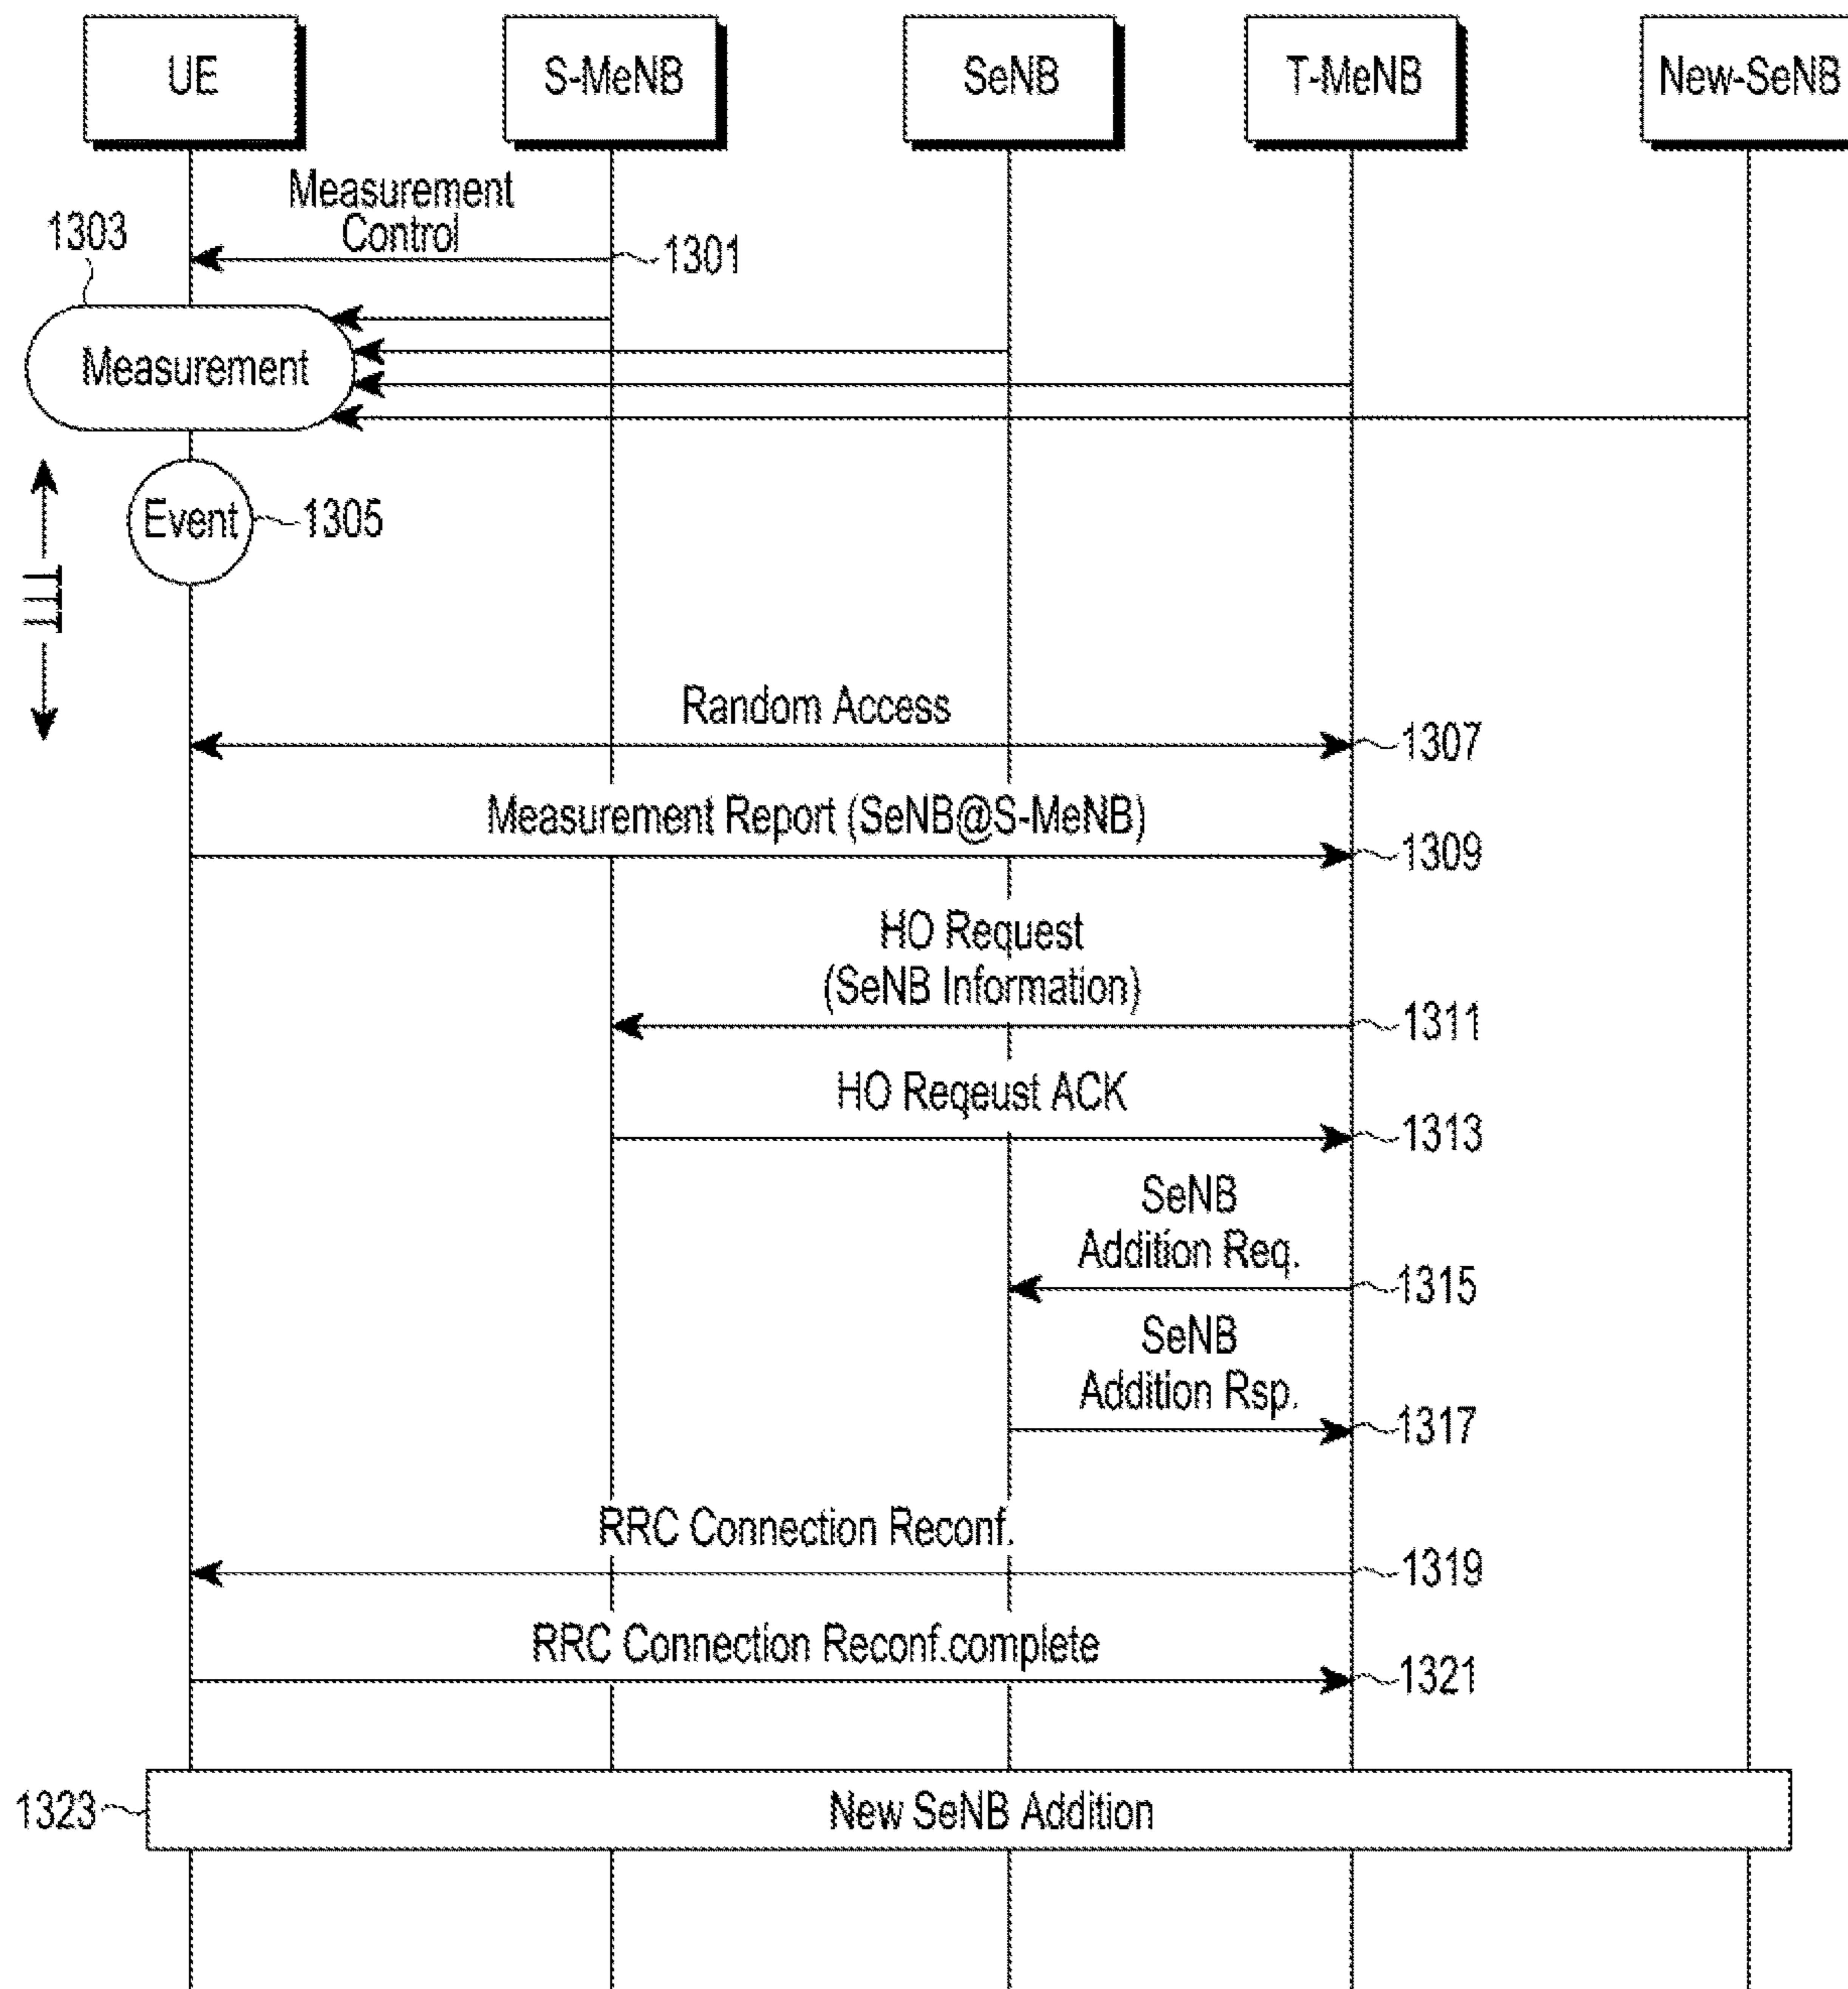 UE
S-MeNB
SeNB
T-MeNB
New-SeNB
Measurement
Control
1301
1303
Measurement
Event
1305
TTT
Random Access
1307
Measurement Report (SeNB@S-MeNB)
1309
HO Request
(SeNB Information)
1311
HO Reqeust ACK
1313
SeNB
Addition Req.
1315
SeNB
Addition Rsp.
1317
RRC Connection Reconf.
1319
RRC Connection Reconf.complete
1321
1323
New SeNB Addition